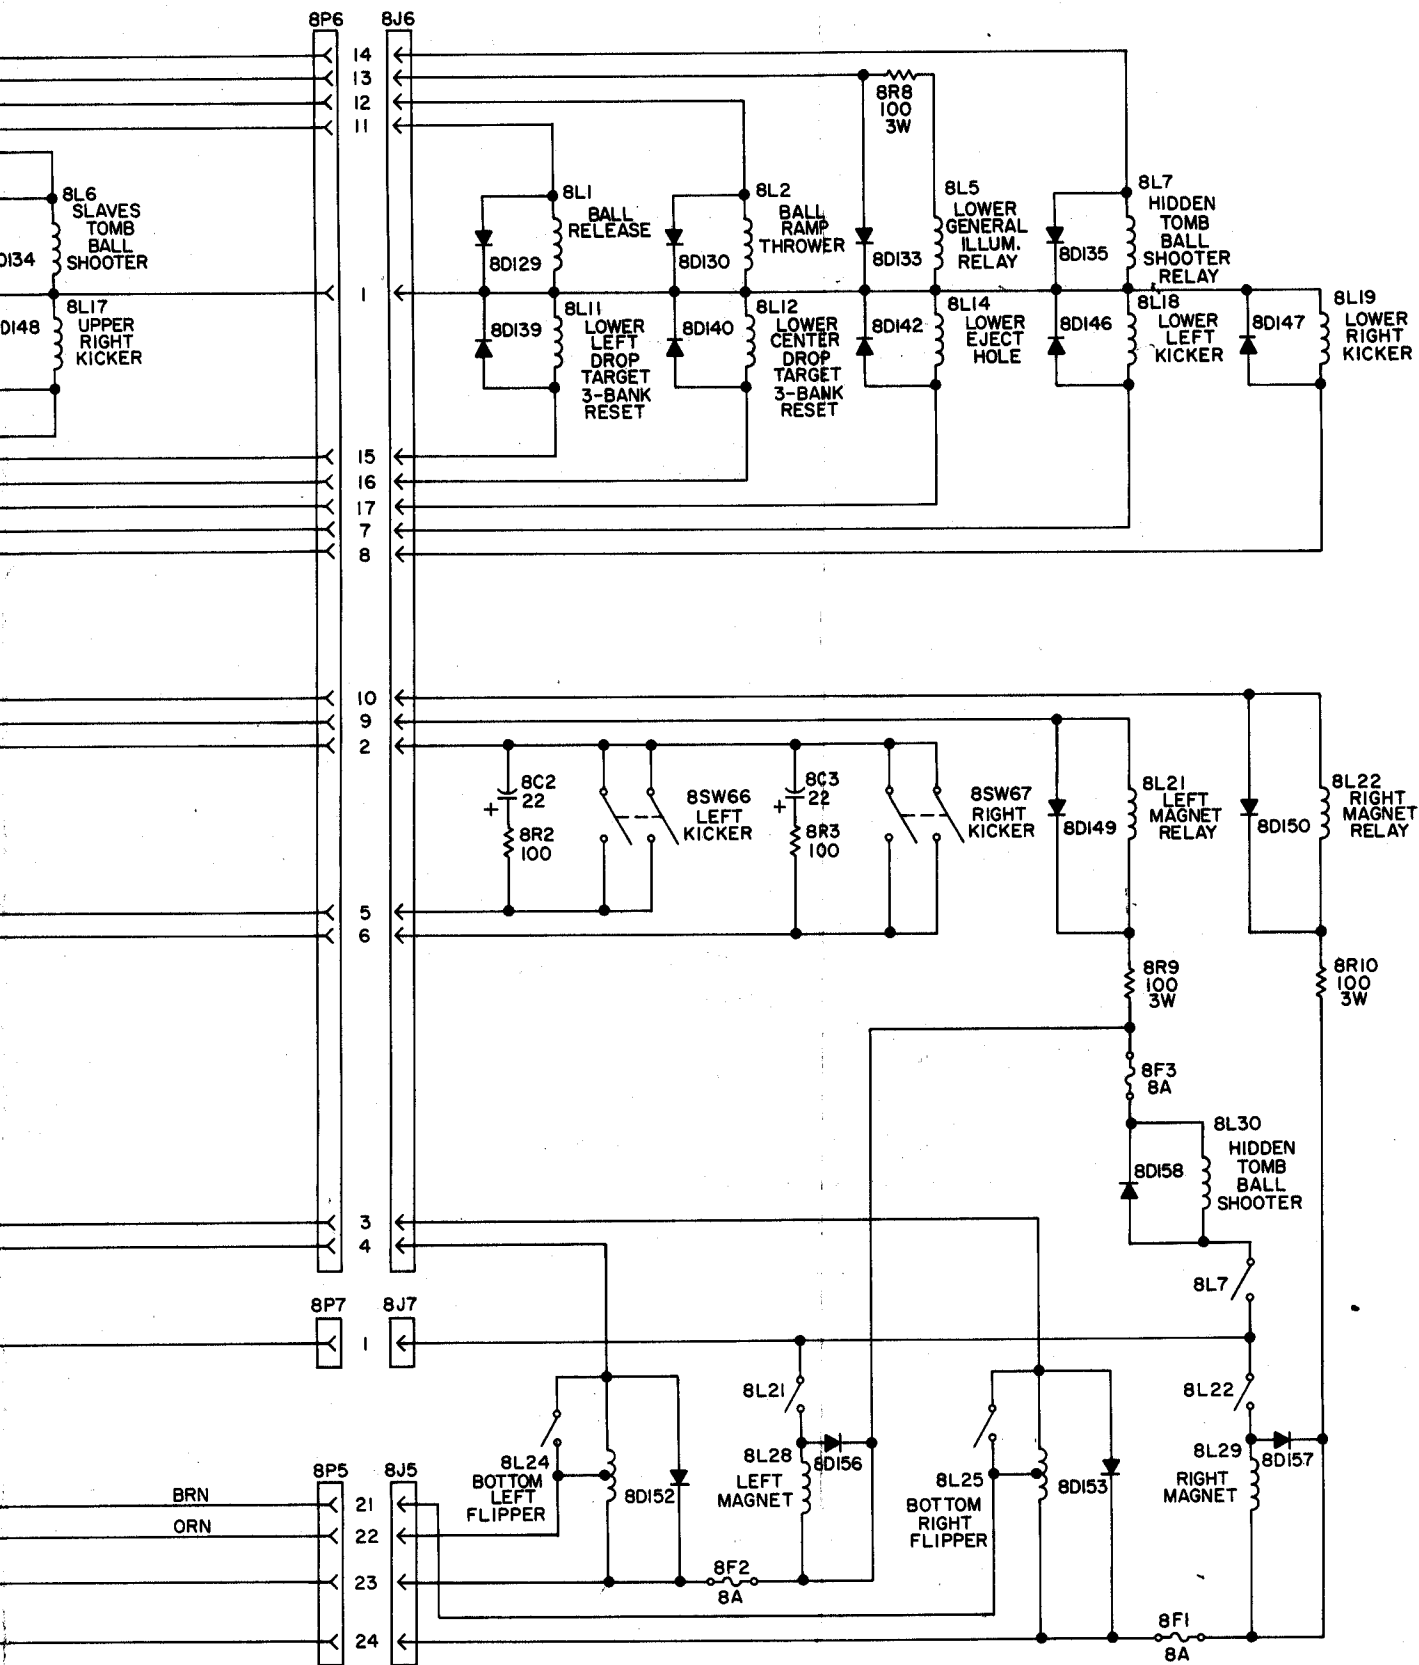 8P6 8J6
14
13
12
11
8R8
100
3W
8L6
SLAVES
TOMB
BALL
SHOOTER
8L1
BALL
RELEASE
8L2
BALL
RAMP
THROWER
8L5
LOWER
GENERAL
ILLUM.
RELAY
8L7
HIDDEN
TOMB
BALL
SHOOTER
RELAY
D134
8D129
8D130
8D133
8D135
1
D148
8L17
UPPER
RIGHT
KICKER
8D139
8L11
LOWER
LEFT
DROP
TARGET
3-BANK
RESET
8D140
8L12
LOWER
CENTER
DROP
TARGET
3-BANK
RESET
8D142
8L14
LOWER
EJECT
HOLE
8D146
8L18
LOWER
LEFT
KICKER
8D147
8L19
LOWER
RIGHT
KICKER
15
16
17
7
8
10
9
2
8C2
22
+
8R2
100
8SW66
LEFT
KICKER
8C3
22
+
8R3
100
8SW67
RIGHT
KICKER
8D149
8L21
LEFT
MAGNET
RELAY
8D150
8L22
RIGHT
MAGNET
RELAY
5
6
8R9
100
3W
8R10
100
3W
8F3
8A
8D158
8L30
HIDDEN
TOMB
BALL
SHOOTER
3
4
8L7
8P7 8J7
1
8L21
8L22
8L24
BOTTOM
LEFT
FLIPPER
8D152
8L28
LEFT
MAGNET
8D156
8L25
BOTTOM
RIGHT
FLIPPER
8D153
8L29
RIGHT
MAGNET
8D157
8P5 8J5
BRN 21
ORN 22
23
8F2
8A
24
8F1
8A